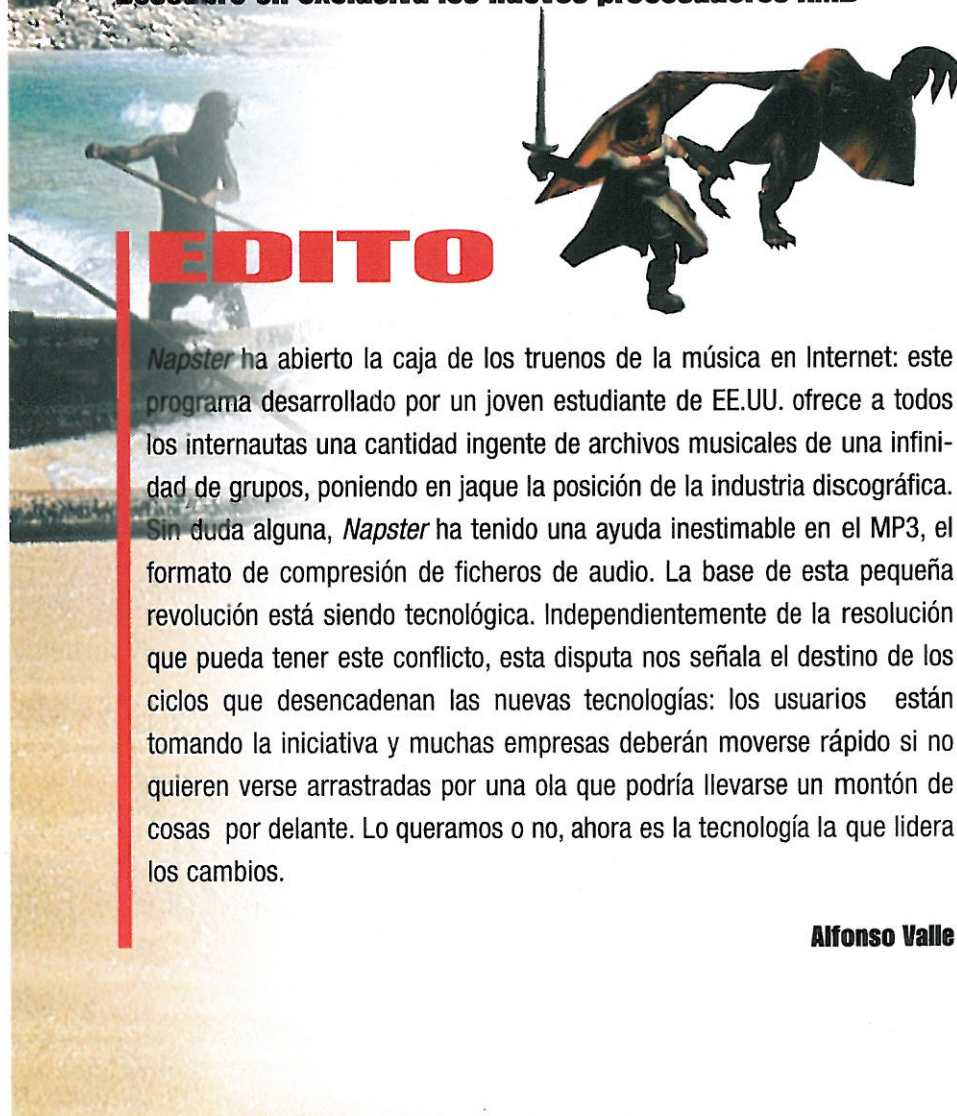 Descubre en exclusiva los nuevos procesadores AMD
EDITO
Napster ha abierto la caja de los truenos de la música en Internet: este
programa desarrollado por un joven estudiante de EE.UU. ofrece a todos
los internautas una cantidad ingente de archivos musicales de una infini-
dad de grupos, poniendo en jaque la posición de la industria discográfica.
Sin duda alguna, Napster ha tenido una ayuda inestimable en el MP3, el
formato de compresión de ficheros de audio. La base de esta pequeña
revolución está siendo tecnológica. Independientemente de la resolución
que pueda tener este conflicto, esta disputa nos señala el destino de los
ciclos que desencadenan las nuevas tecnologías: los usuarios están
tomando la iniciativa y muchas empresas deberán moverse rápido si no
quieren verse arrastradas por una ola que podría llevarse un montón de
cosas por delante. Lo queramos o no, ahora es la tecnología la que lidera
los cambios.
Alfonso Valle